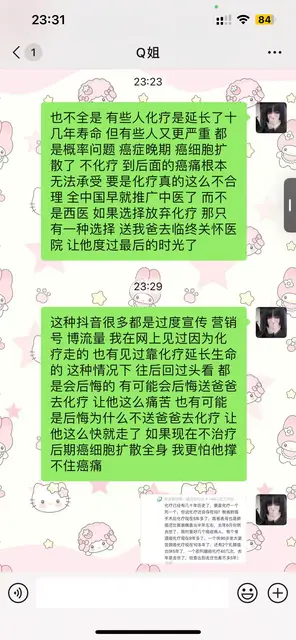 23:31
84
1
Q姐
23:23
也不全是 有些人化疗是延长了十
几年寿命 但有些人又更严重 都
是概率问题 癌症晚期 癌细胞扩
散了 不化疗 到后面的癌痛根本
无法承受 要是化疗真的这么不合
理 全中国早就推广中医了 而不
是西医 如果选择放弃化疗 那只
有一种选择 送我爸去临终关怀医
院 让他度过最后的时光了
23:29
这种抖音很多都是过度宣传 营销
号 博流量 我在网上见过因为化
疗走的 也有见过靠化疗延长生命
的 这种情况下 往后回过头看 都
是会后悔的 有可能会后悔送爸爸
去化疗 让他这么痛苦 也有可能
是后悔为什么不送爸爸去化疗 让
他这么快就走了 如果现在不治疗
后期癌细胞扩散全身 我更怕他撑
不住癌痛